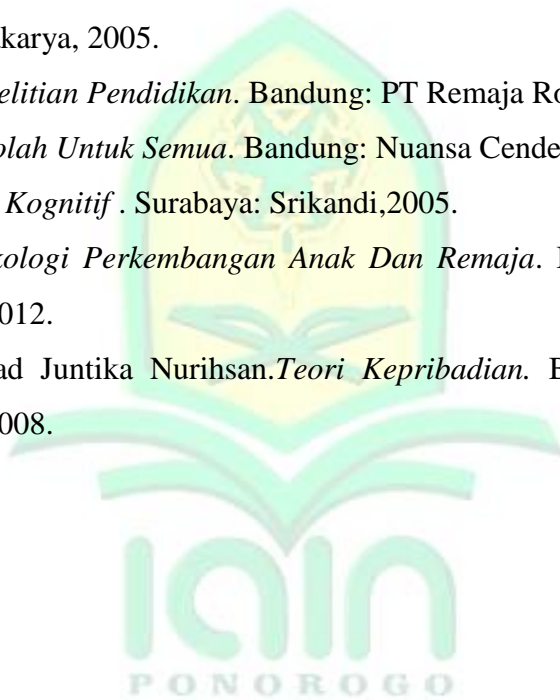 karya, 2005.
elitian Pendidikan. Bandung: PT Remaja Ro
olah Untuk Semua. Bandung: Nuansa Cende
Kognitif . Surabaya: Srikandi,2005.
kologi Perkembangan Anak Dan Remaja.
012.
ad Juntika Nurihsan.Teori Kepribadian.
008.
iain
PONOROGO